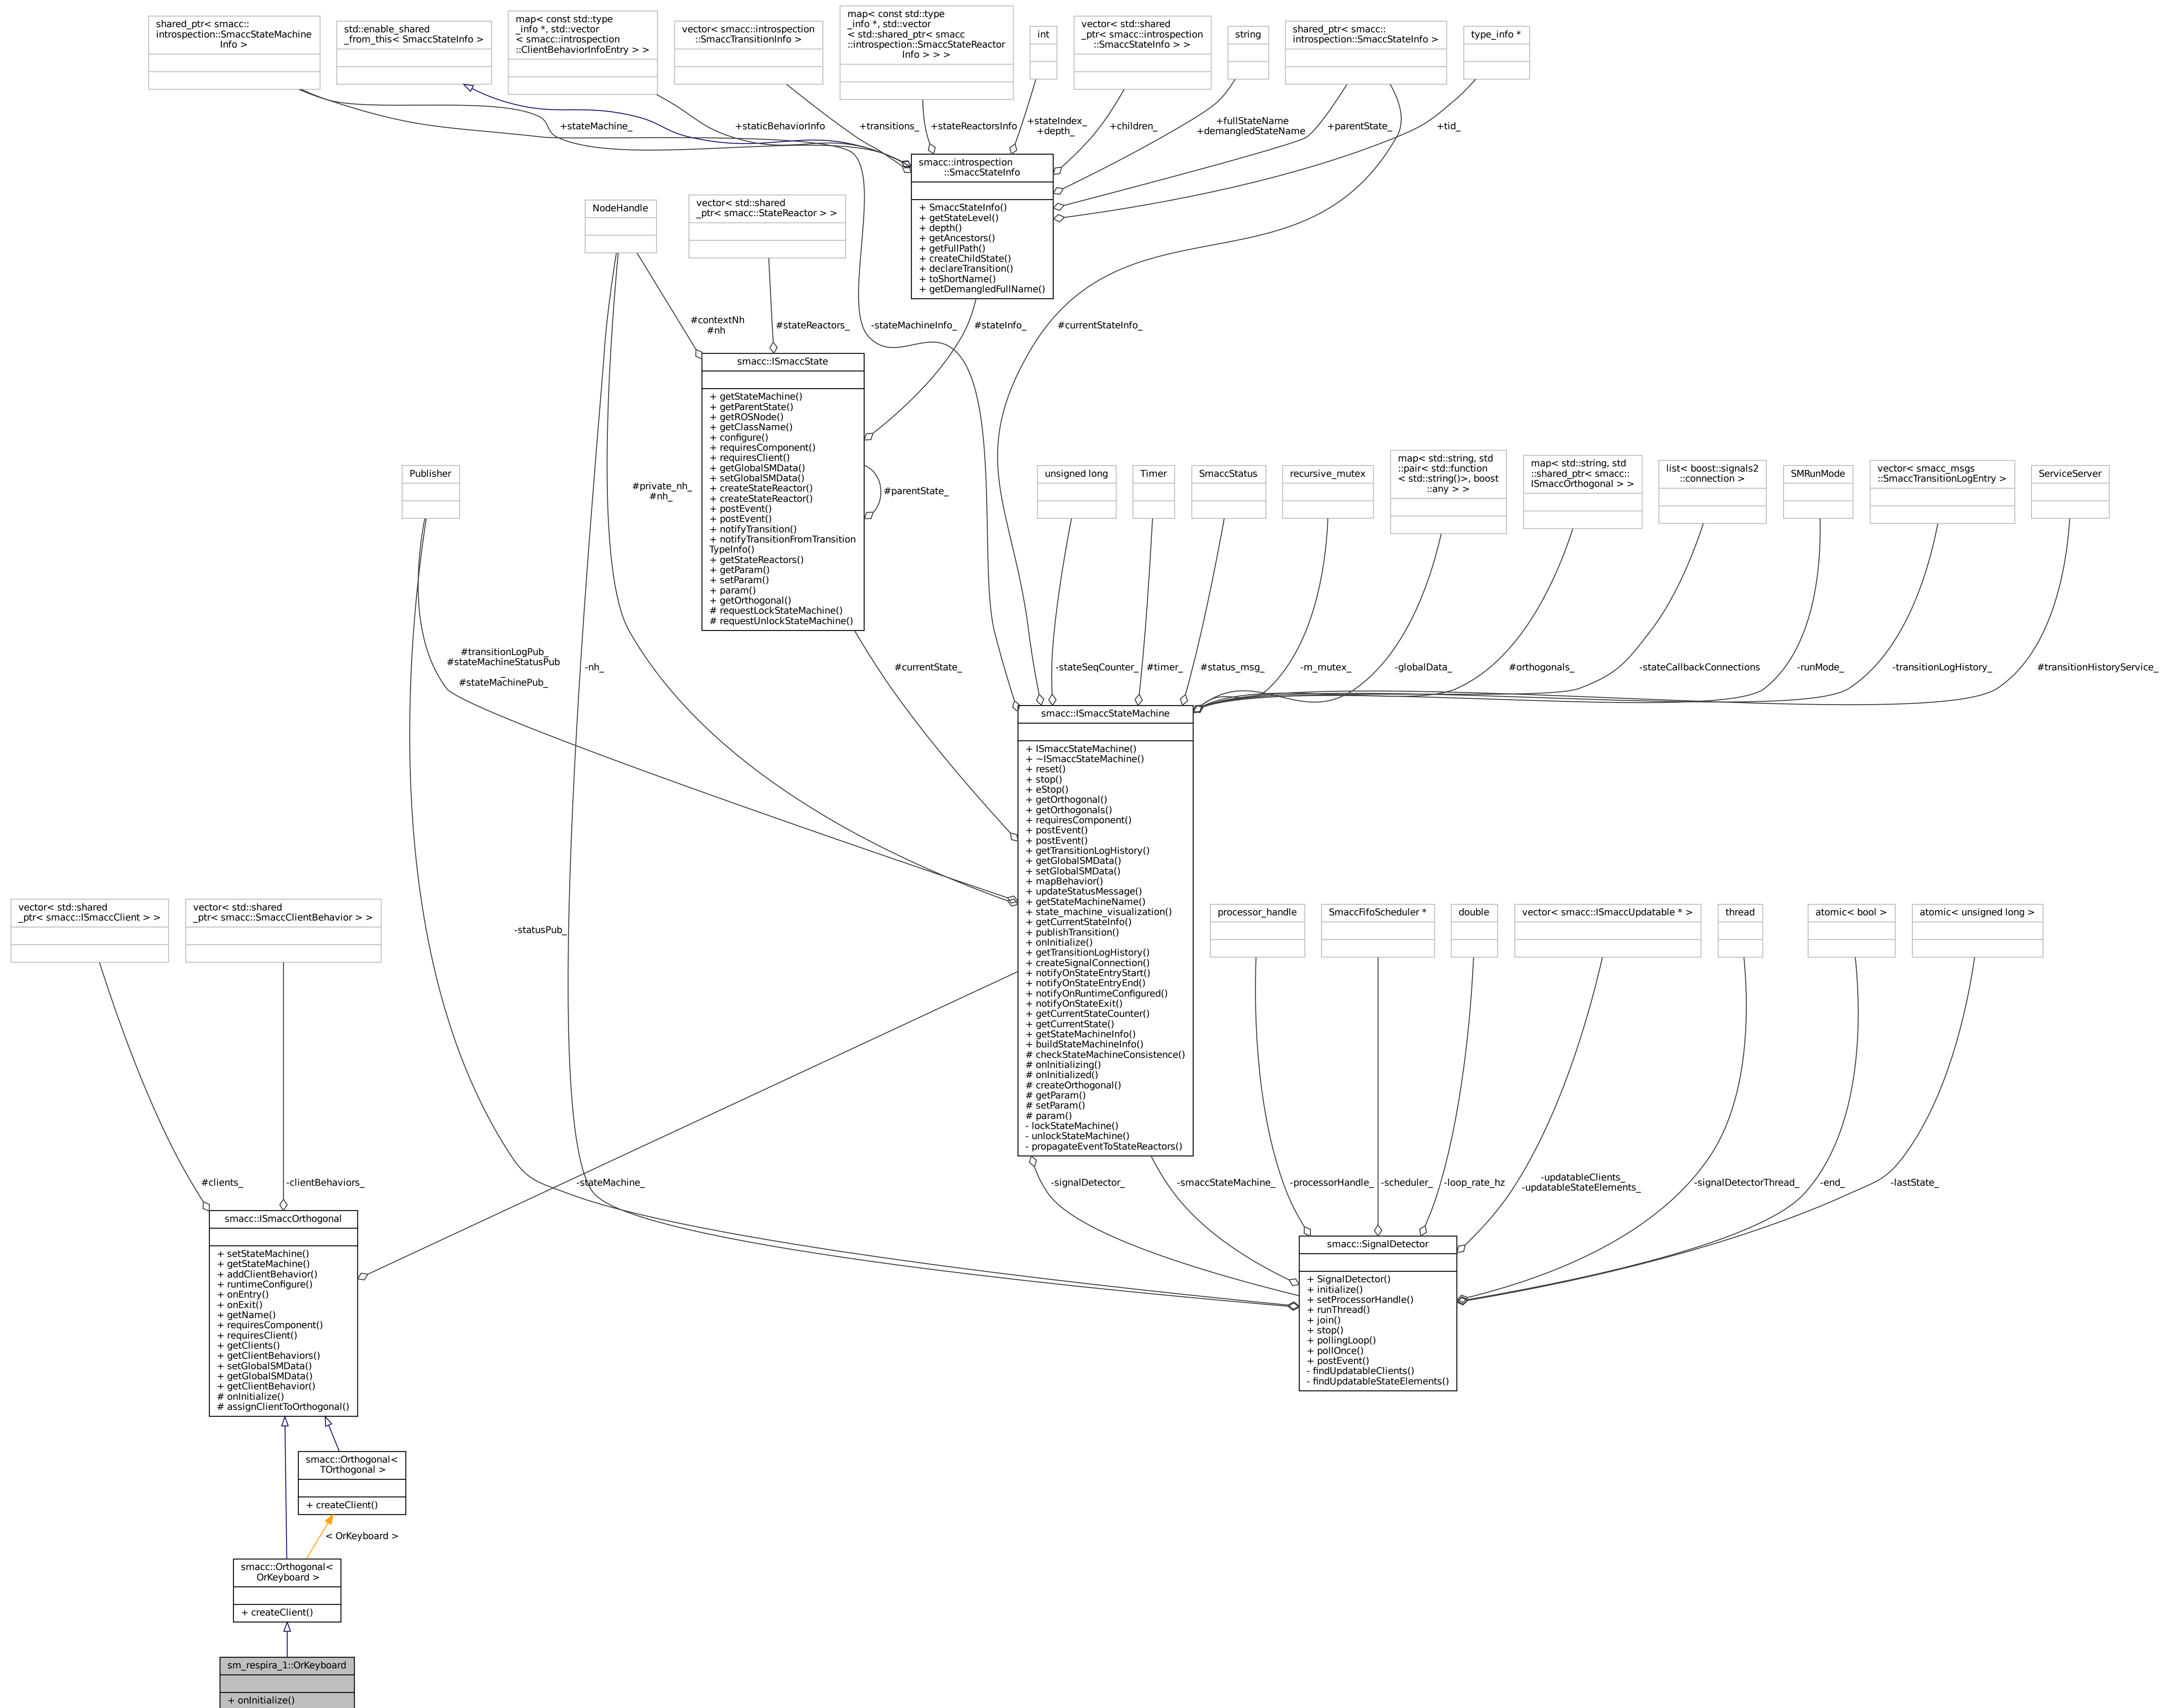 shared_ptr< smacc::
introspection::SmaccStateMachine
Info >
std::enable_shared
_from_this< SmaccStateInfo >
map< const std::type
_info *, std::vector
< smacc::introspection
::ClientBehaviorInfoEntry > >
vector< smacc::introspection
::SmaccTransitionInfo >
map< const std::type
_info *, std::vector
< std::shared_ptr< smacc
::introspection::SmaccStateReactor
Info > > >
int
vector< std::shared
_ptr< smacc::introspection
::SmaccStateInfo > >
string
shared_ptr< smacc::
introspection::SmaccStateInfo >
type_info *
+stateMachine_
+staticBehaviorInfo
+transitions_
+stateReactorsInfo
+stateIndex_
+depth_
+children_
+fullStateName
+demangledStateName
+parentState_
+tid_
smacc::introspection
::SmaccStateInfo
+ SmaccStateInfo()
+ getStateLevel()
+ depth()
+ getAncestors()
+ getFullPath()
+ createChildState()
+ declareTransition()
+ toShortName()
+ getDemangledFullName()
NodeHandle
vector< std::shared
_ptr< smacc::StateReactor > >
#contextNh
#nh
#stateReactors_
-stateMachineInfo_
#stateInfo_
#currentStateInfo_
smacc::ISmaccState
+ getStateMachine()
+ getParentState()
+ getROSNode()
+ getClassName()
+ configure()
+ requiresComponent()
+ requiresClient()
+ getGlobalSMData()
+ setGlobalSMData()
+ createStateReactor()
+ createStateReactor()
+ postEvent()
+ postEvent()
+ notifyTransition()
+ notifyTransitionFromTransition
TypeInfo()
+ getStateReactors()
+ getParam()
+ setParam()
+ param()
+ getOrthogonal()
# requestLockStateMachine()
# requestUnlockStateMachine()
#parentState_
Publisher
#private_nh_
#nh_
unsigned long
Timer
SmaccStatus
recursive_mutex
map< std::string, std
::pair< std::function
< std::string()>, boost
::any > >
map< std::string, std
::shared_ptr< smacc::
ISmaccOrthogonal > >
list< boost::signals2
::connection >
SMRunMode
vector< smacc_msgs
::SmaccTransitionLogEntry >
ServiceServer
#transitionLogPub_
#stateMachineStatusPub
_
#stateMachinePub_
-nh_
#currentState_
-stateSeqCounter_
#timer_
#status_msg_
-m_mutex_
-globalData_
#orthogonals_
-stateCallbackConnections
-runMode_
-transitionLogHistory_
#transitionHistoryService_
smacc::ISmaccStateMachine
+ ISmaccStateMachine()
+ ~ISmaccStateMachine()
+ reset()
+ stop()
+ eStop()
+ getOrthogonal()
+ getOrthogonals()
+ requiresComponent()
+ postEvent()
+ postEvent()
+ getTransitionLogHistory()
+ getGlobalSMData()
+ setGlobalSMData()
+ mapBehavior()
+ updateStatusMessage()
+ getStateMachineName()
+ state_machine_visualization()
+ getCurrentStateInfo()
+ publishTransition()
+ onInitialize()
+ getTransitionLogHistory()
+ createSignalConnection()
+ notifyOnStateEntryStart()
+ notifyOnStateEntryEnd()
+ notifyOnRuntimeConfigured()
+ notifyOnStateExit()
+ getCurrentStateCounter()
+ getCurrentState()
+ getStateMachineInfo()
+ buildStateMachineInfo()
# checkStateMachineConsistence()
# onInitializing()
# onInitialized()
# createOrthogonal()
# getParam()
# setParam()
# param()
- lockStateMachine()
- unlockStateMachine()
- propagateEventToStateReactors()
vector< std::shared
_ptr< smacc::ISmaccClient > >
vector< std::shared
_ptr< smacc::SmaccClientBehavior > >
-statusPub_
processor_handle
SmaccFifoScheduler *
double
vector< smacc::ISmaccUpdatable * >
thread
atomic< bool >
atomic< unsigned long >
#clients_
-clientBehaviors_
-stateMachine_
-signalDetector_
-smaccStateMachine_
-processorHandle_
-scheduler_
-loop_rate_hz
-updatableClients_
-updatableStateElements_
-signalDetectorThread_
-end_
-lastState_
smacc::ISmaccOrthogonal
+ setStateMachine()
+ getStateMachine()
+ addClientBehavior()
+ runtimeConfigure()
+ onEntry()
+ onExit()
+ getName()
+ requiresComponent()
+ requiresClient()
+ getClients()
+ getClientBehaviors()
+ setGlobalSMData()
+ getGlobalSMData()
+ getClientBehavior()
# onInitialize()
# assignClientToOrthogonal()
smacc::SignalDetector
+ SignalDetector()
+ initialize()
+ setProcessorHandle()
+ runThread()
+ join()
+ stop()
+ pollingLoop()
+ pollOnce()
+ postEvent()
- findUpdatableClients()
- findUpdatableStateElements()
smacc::Orthogonal<
TOrthogonal >
+ createClient()
< OrKeyboard >
smacc::Orthogonal<
OrKeyboard >
+ createClient()
sm_respira_1::OrKeyboard
+ onInitialize()